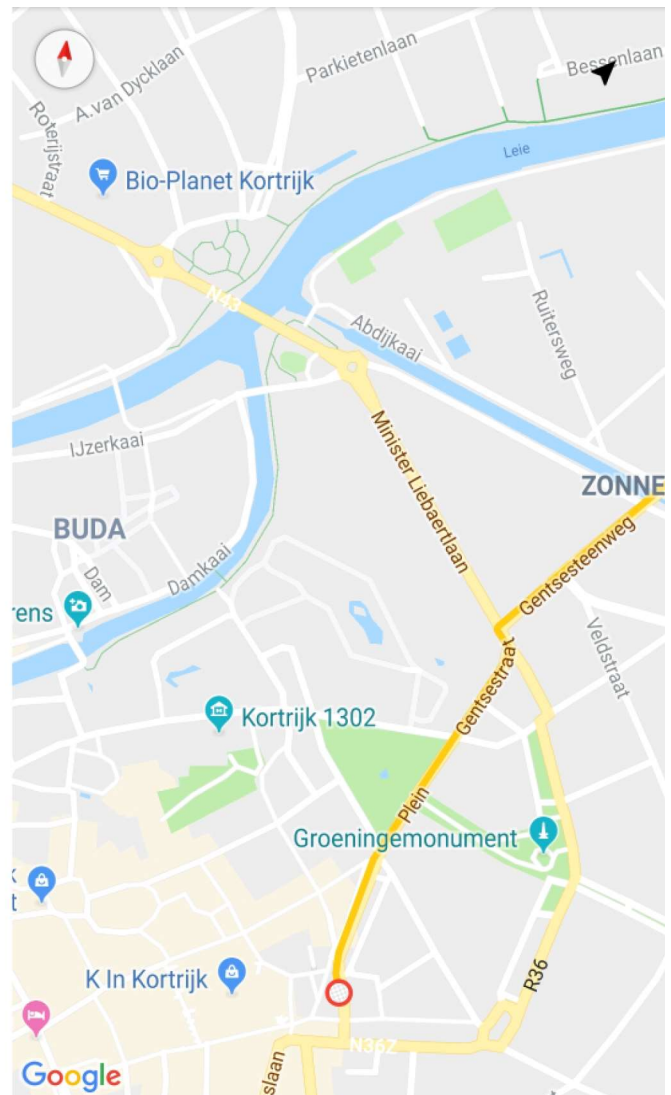 Parkietenlaan
Bessenlaan
A.van Dycklaan
Roterijstraat
Leie
Bio-Planet Kortrijk
N43
Ruitersweg
Abdijkaai
IJzerkaai
Minister Liebaertlaan
ZONNE
BUDA
Gentsesteenweg
Damkaai
Dam
rens
Veldstraat
Gentsestraat
Kortrijk 1302
Plein
Groeningemonument
k
t
K In Kortrijk
R36
N36Z
slaan
Google